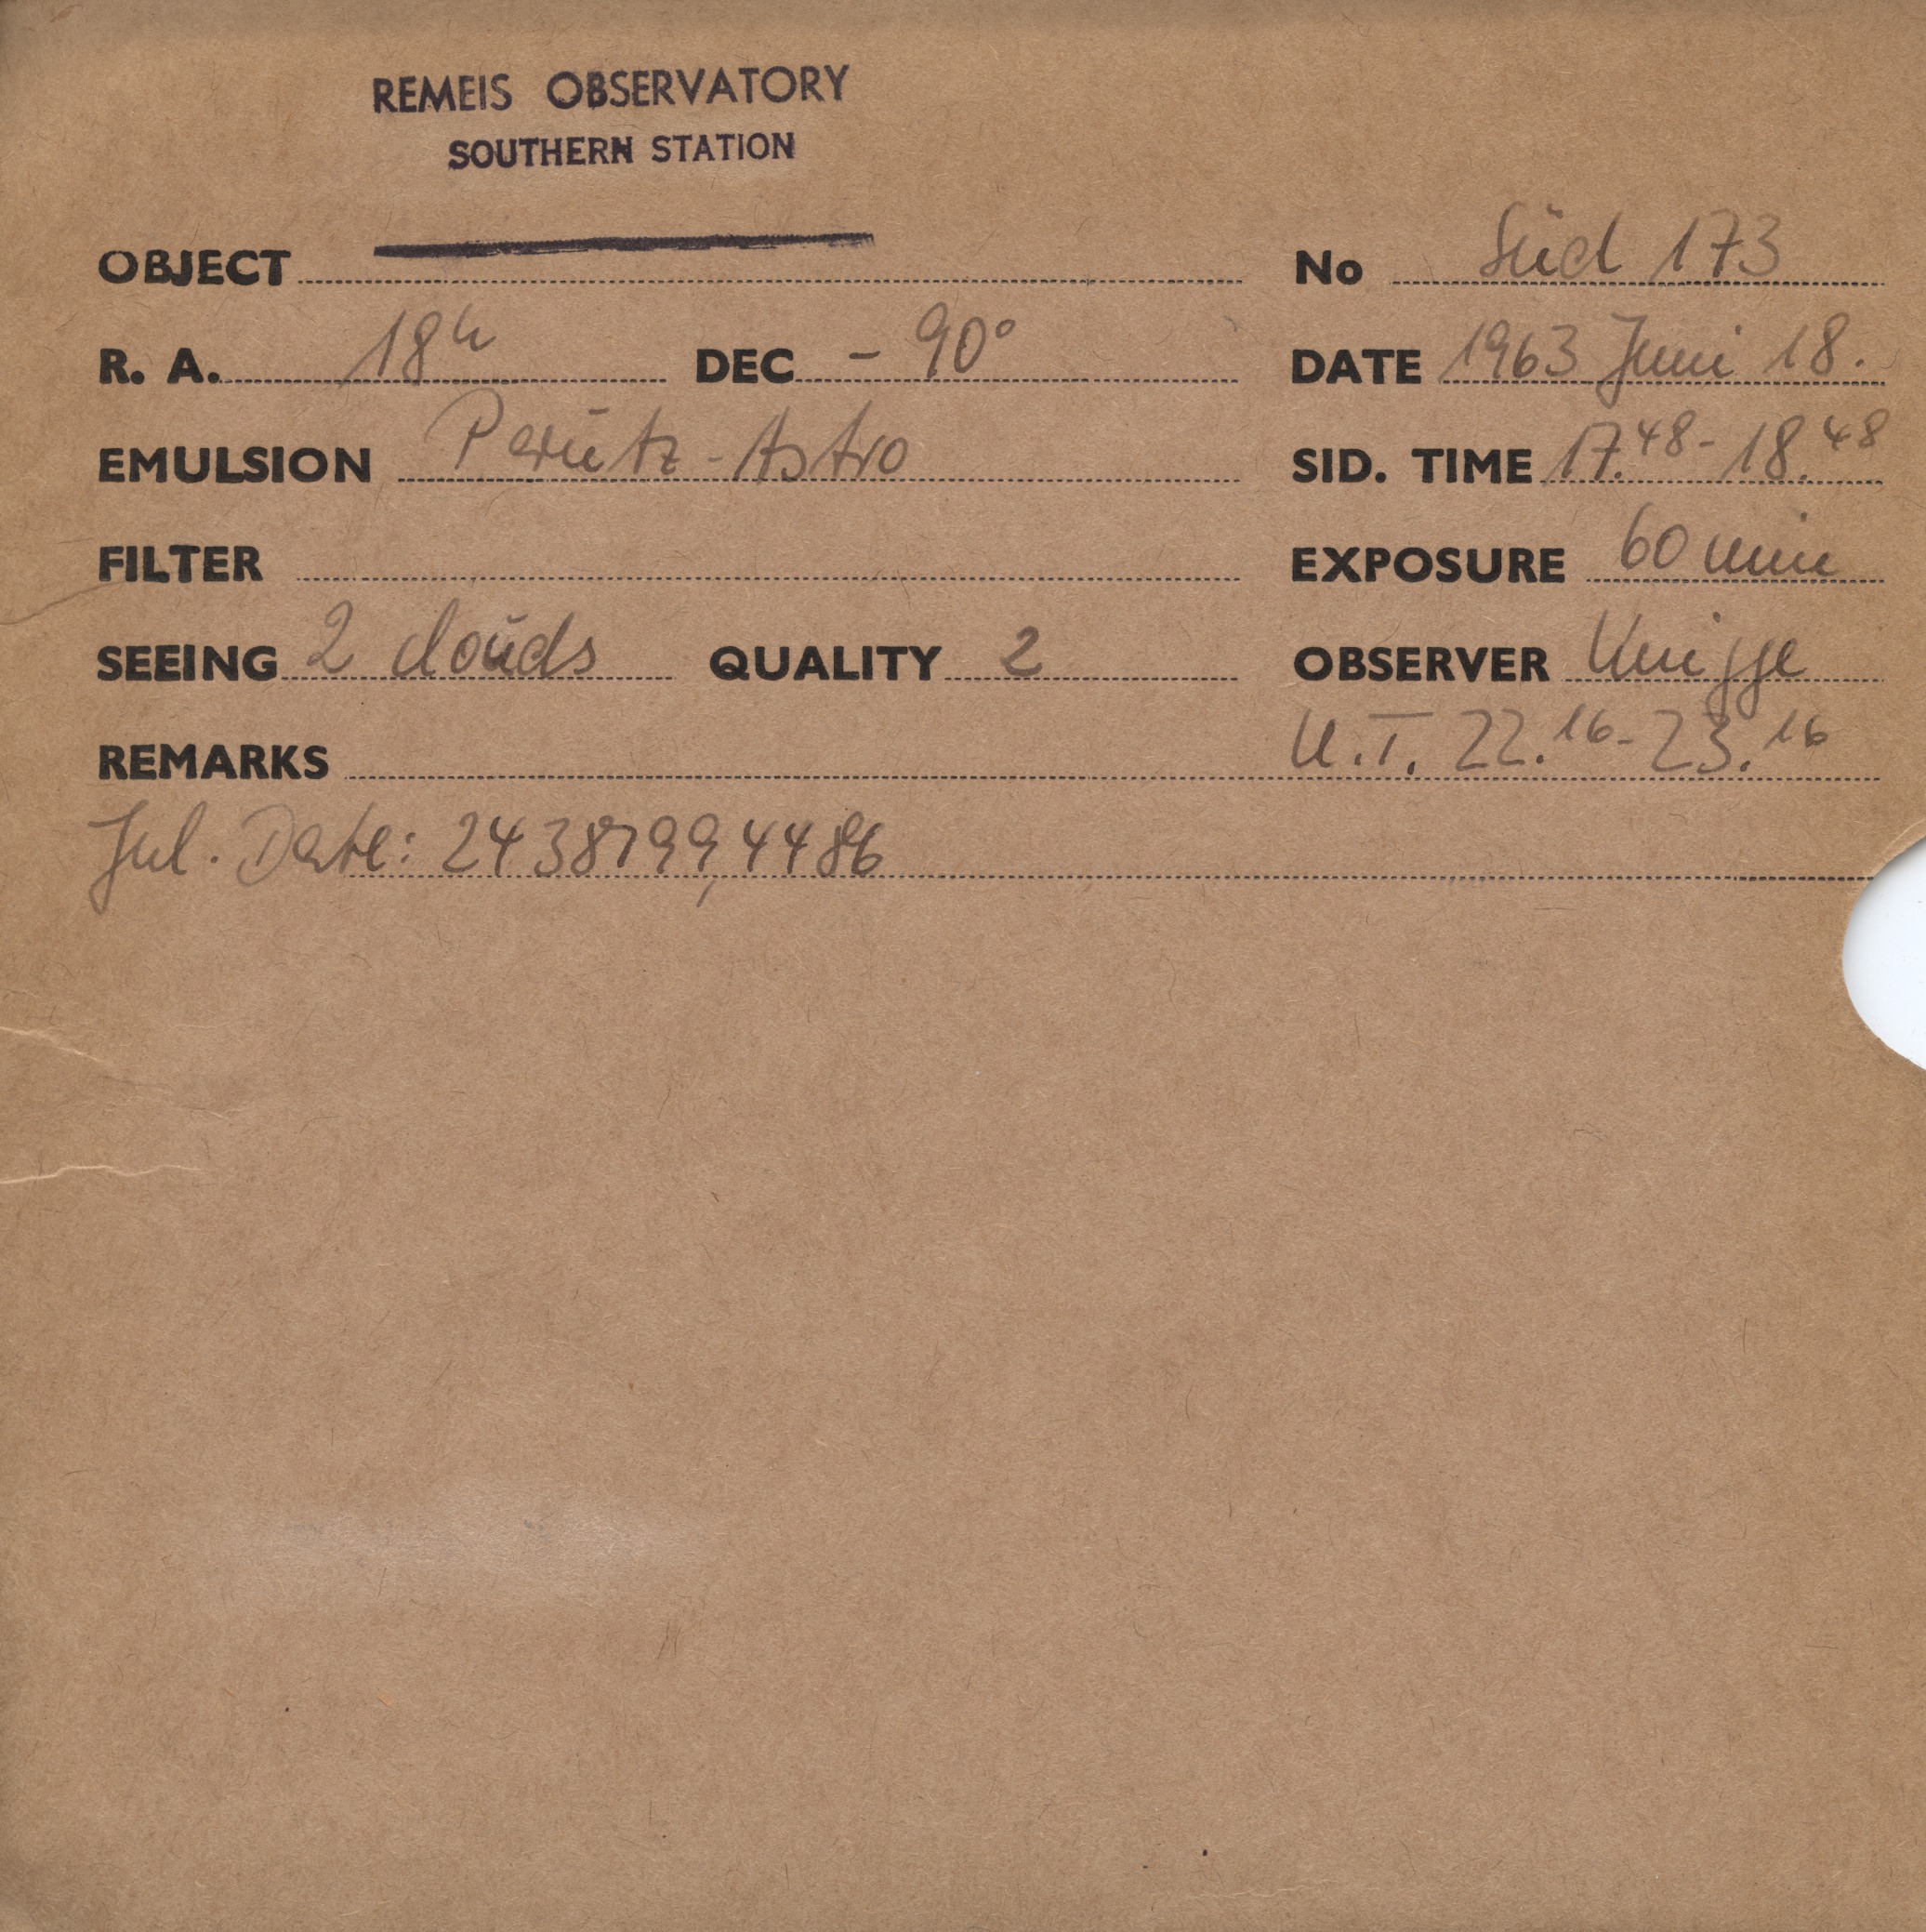 REMEIS OBSERVATORY
SOUTHERN STATION
OBJECT No Süd 173
R. A. 18h DEC - 90° DATE 1963 Juni 18.
EMULSION Perutz-Astro SID. TIME 17.48 - 18.48
FILTER EXPOSURE 60 min
SEEING 2 clouds QUALITY 2 OBSERVER Knigge
REMARKS U.T. 22.16 - 23.16
Jul. Date: 2438199,4486